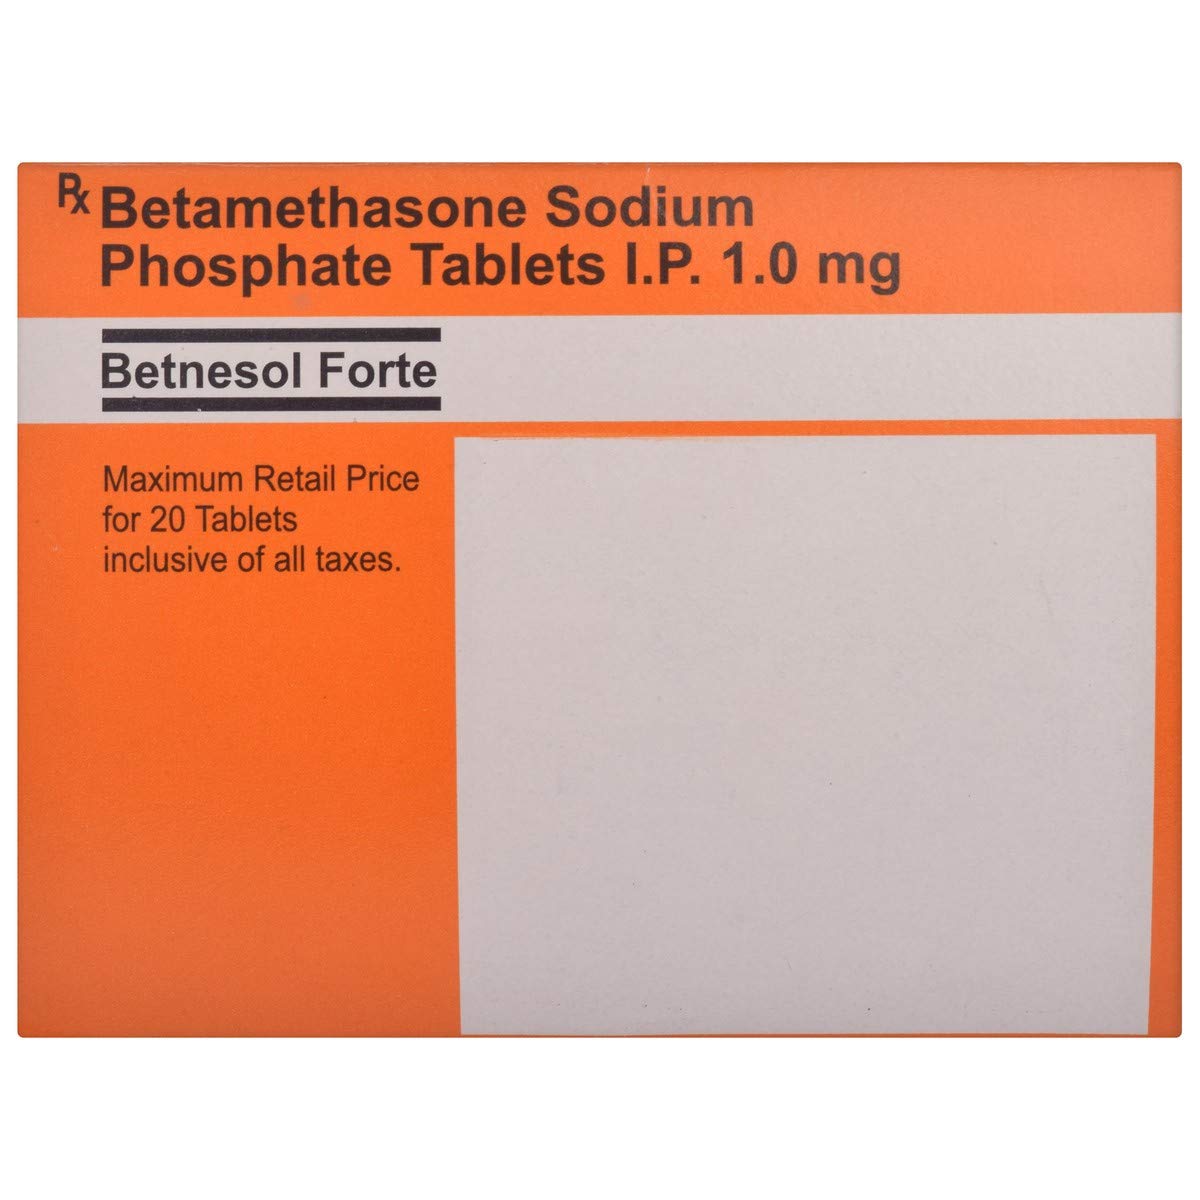 Rx Betamethasone Sodium
Phosphate Tablets I.P. 1.0 mg
Betnesol Forte
Maximum Retail Price
for 20 Tablets
inclusive of all taxes.